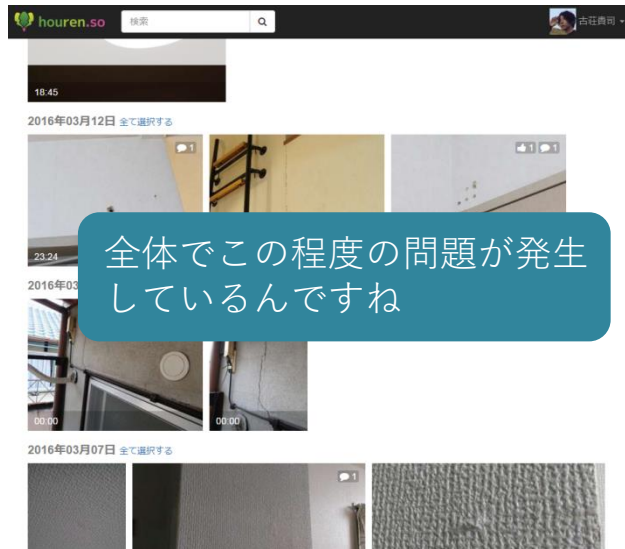 houren.so
検索
古荘貴司
18:45
2016年03月12日 全て選択する
1
1 1
23:24
全体でこの程度の問題が発生
しているんですね
2016年03
00:00
00:00
2016年03月07日 全て選択する
1